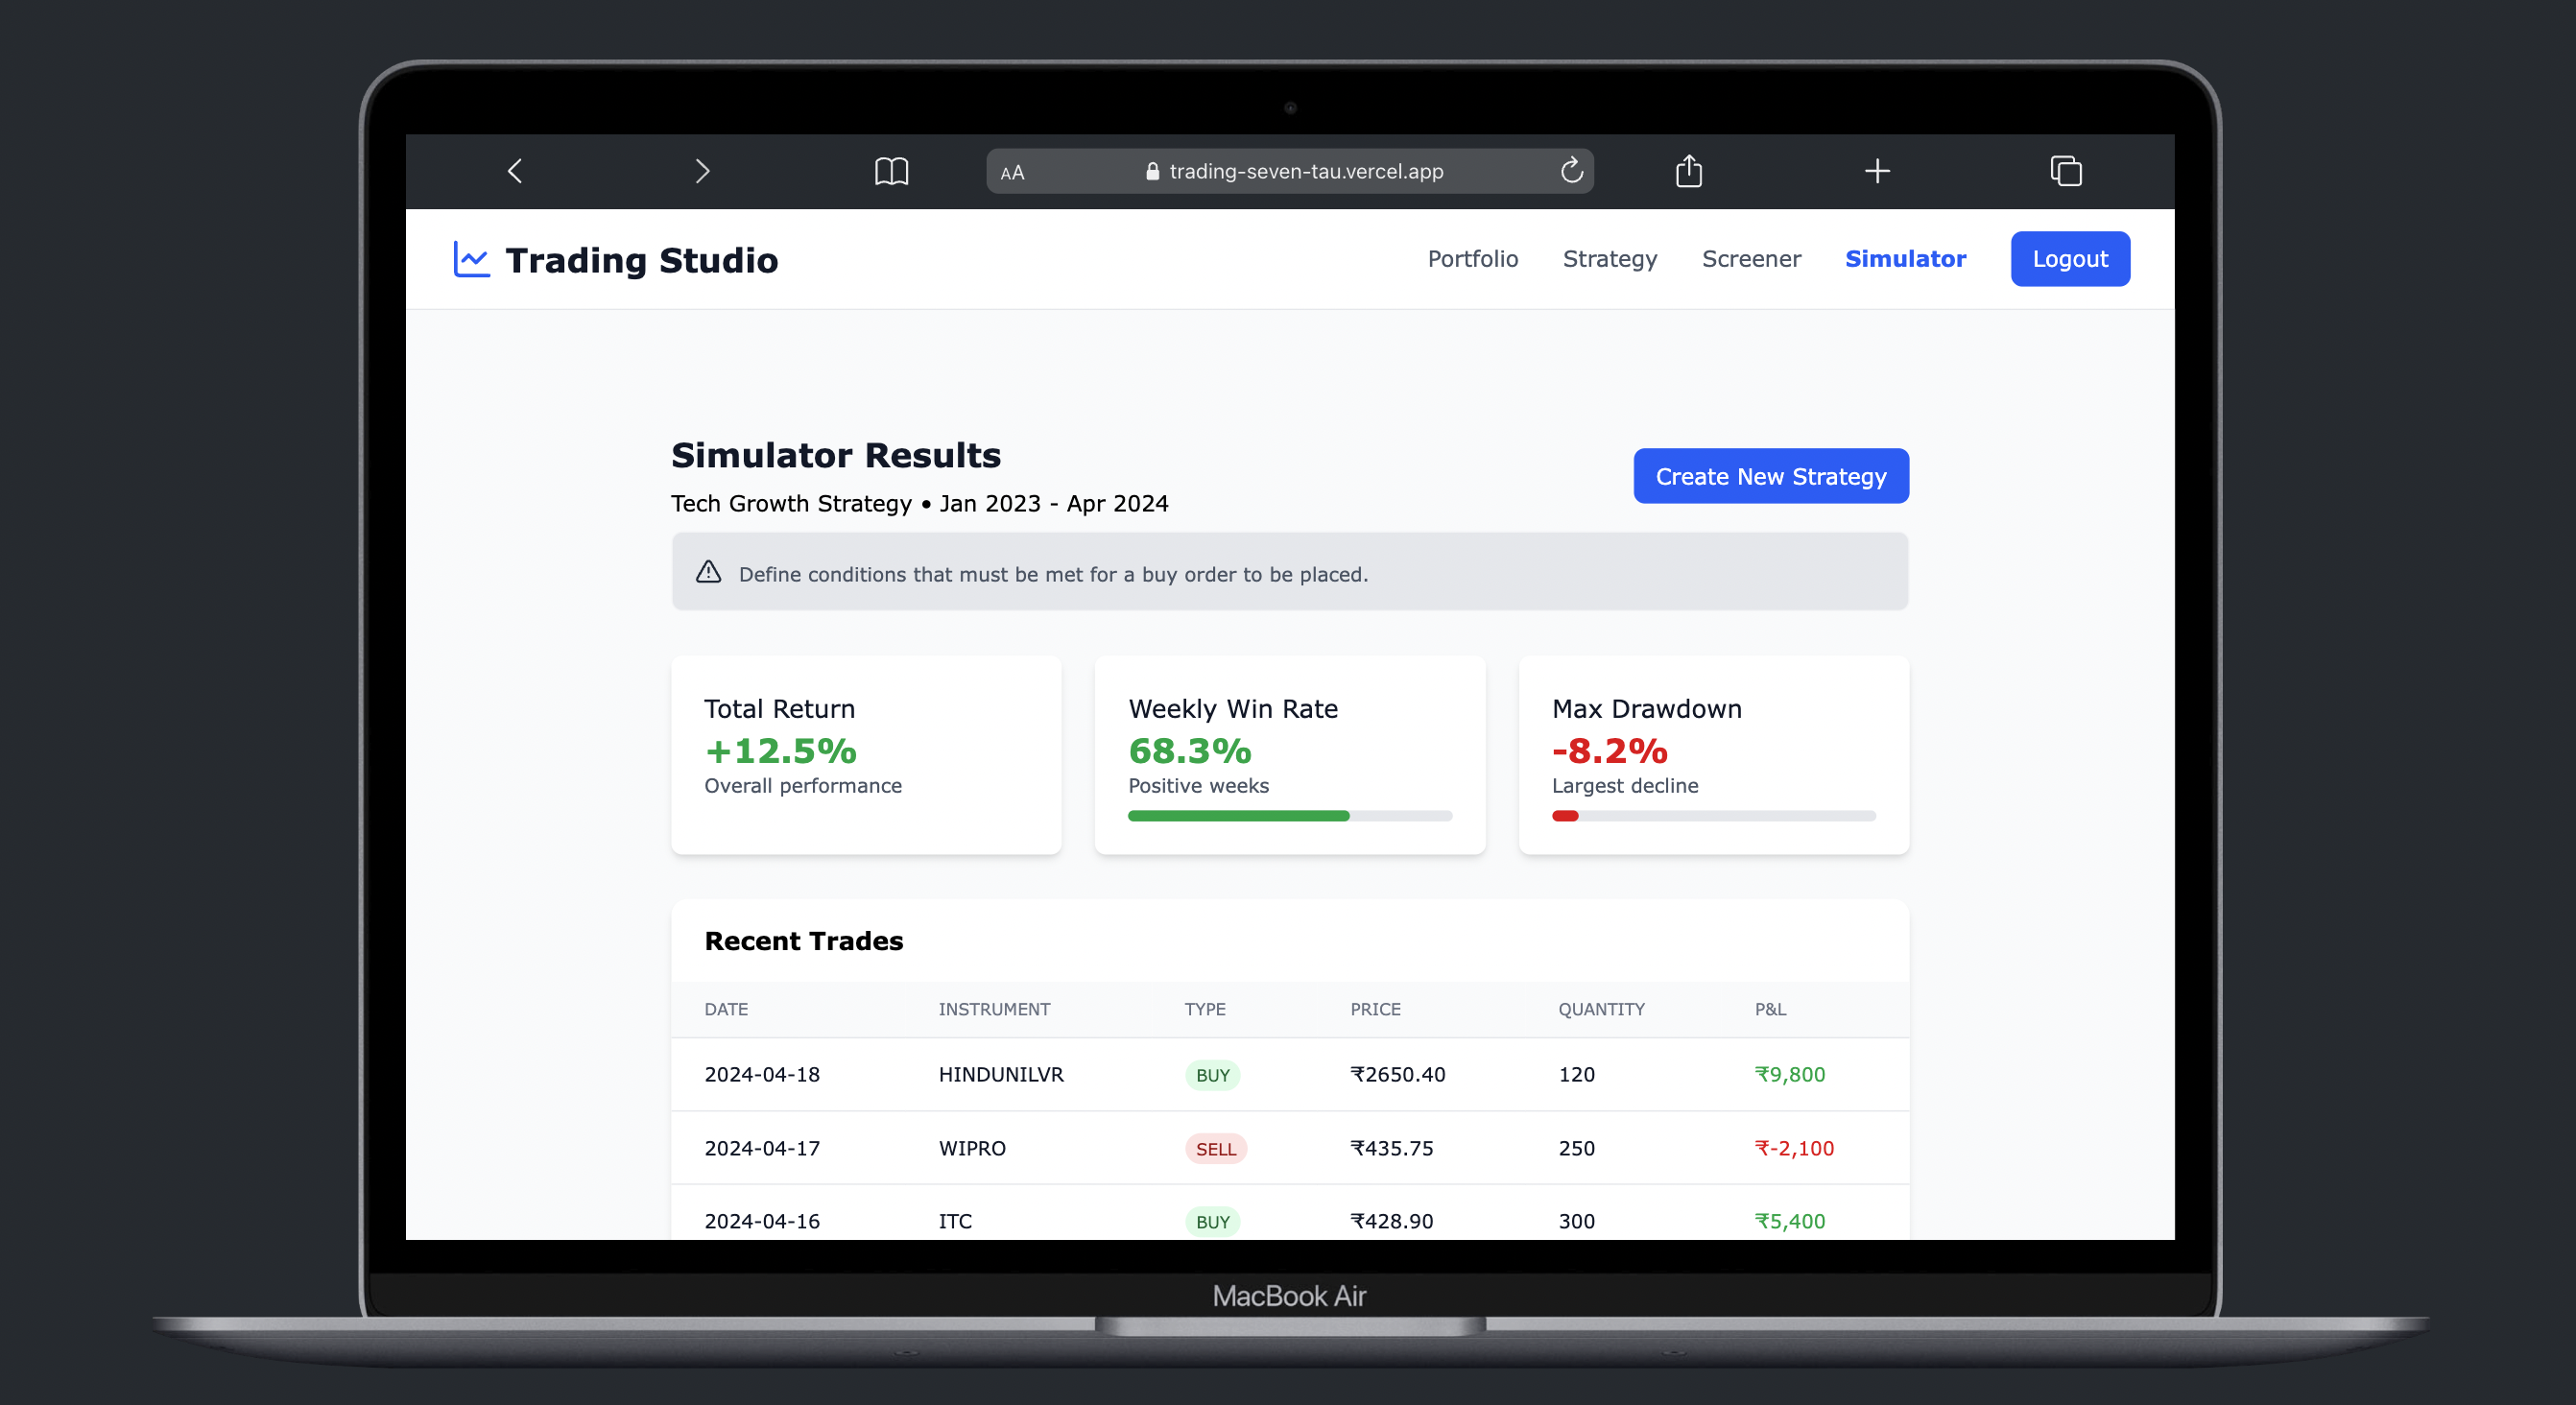 AA trading-seven-tau.vercel.app
Trading Studio Portfolio Strategy Screener Simulator Logout
Simulator Results
Create New Strategy
Tech Growth Strategy • Jan 2023 - Apr 2024
Define conditions that must be met for a buy order to be placed.
Total Return
+12.5%
Overall performance
Weekly Win Rate
68.3%
Positive weeks
Max Drawdown
-8.2%
Largest decline
Recent Trades
DATE INSTRUMENT TYPE PRICE QUANTITY P&L
2024-04-18 HINDUNILVR BUY ₹2650.40 120 ₹9,800
2024-04-17 WIPRO SELL ₹435.75 250 ₹-2,100
2024-04-16 ITC BUY ₹428.90 300 ₹5,400
MacBook Air